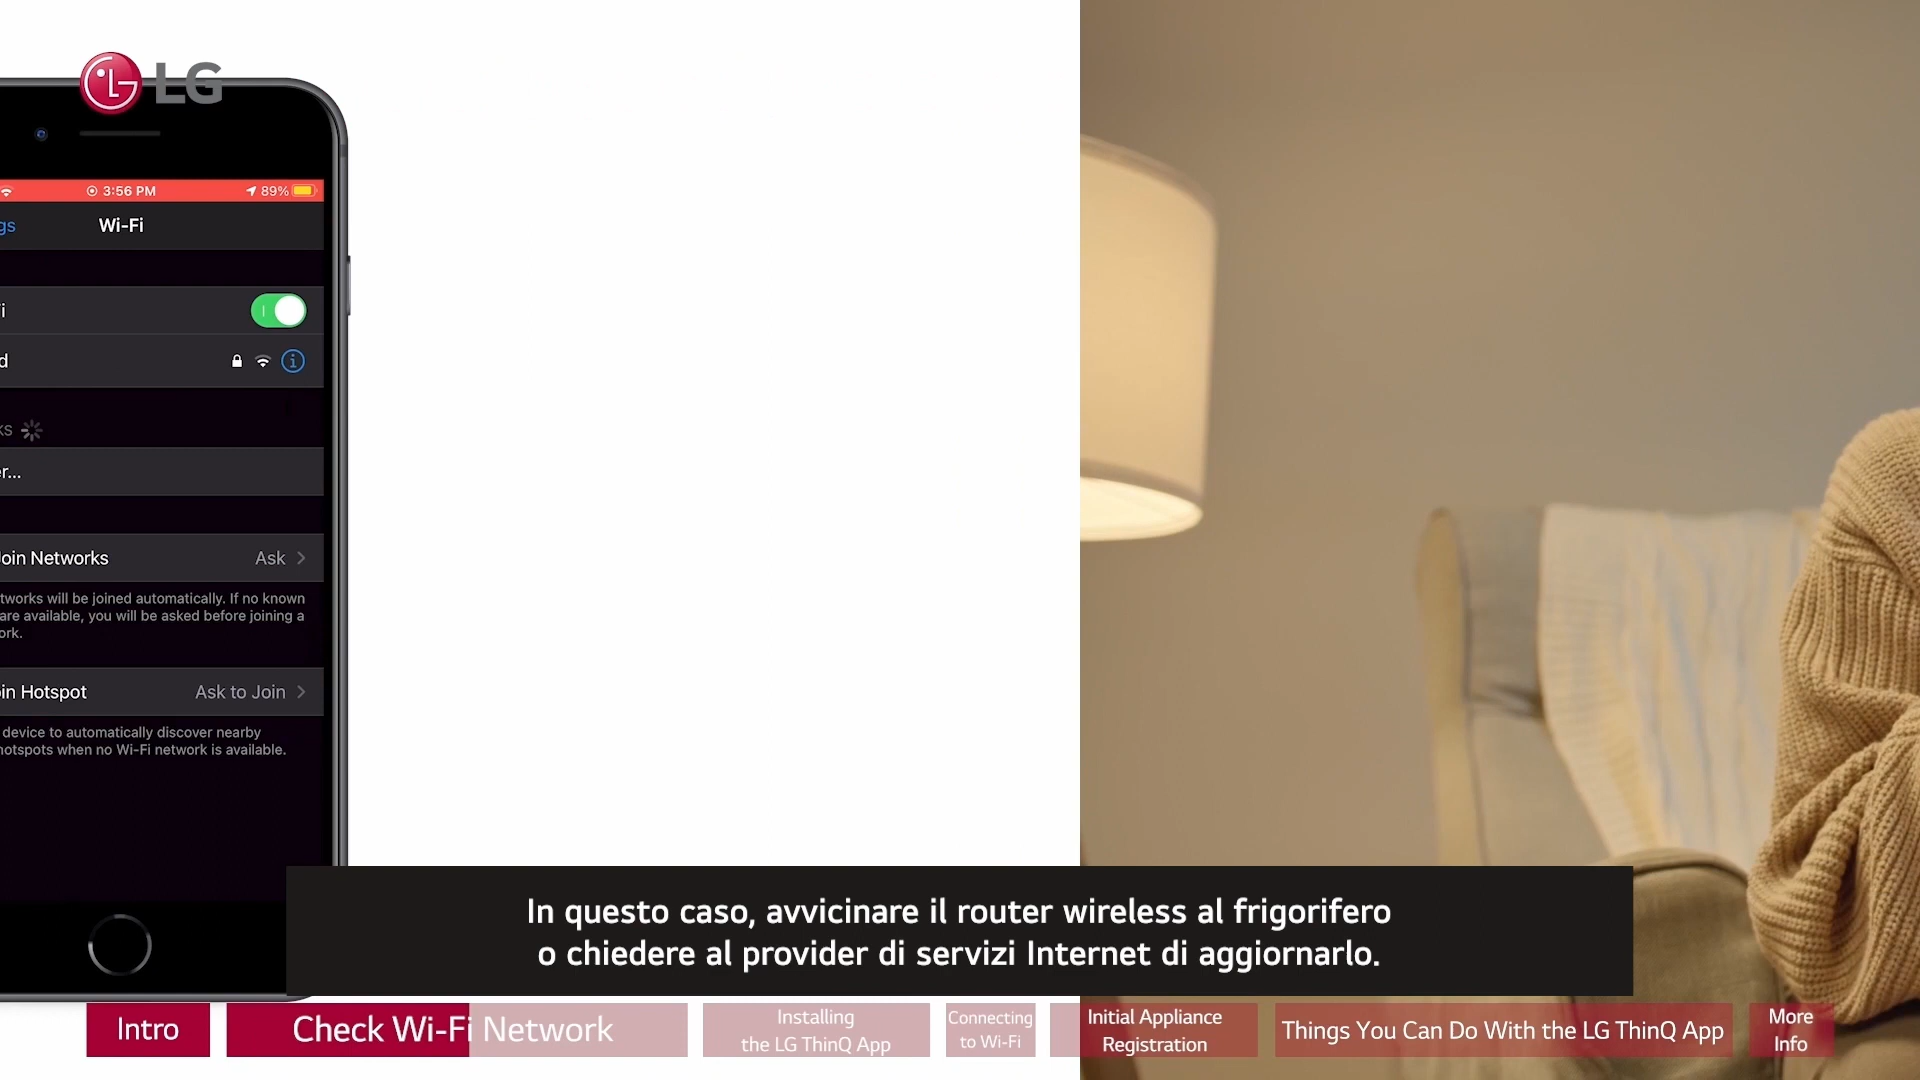 LG
3:56 PM
89%
gs
Wi-Fi
d
er...
oin Networks
Ask
tworks will be joined automatically. If no known
are available, you will be asked before joining a
ork.
in Hotspot
Ask to Join
device to automatically discover nearby
hotspots when no Wi-Fi network is available.
In questo caso, avvicinare il router wireless al frigorifero
o chiedere al provider di servizi Internet di aggiornarlo.
Intro
Check Wi-Fi Network
Installing
the LG ThinQ App
Connecting
to Wi-Fi
Initial Appliance
Registration
Things You Can Do With the LG ThinQ App
More
Info